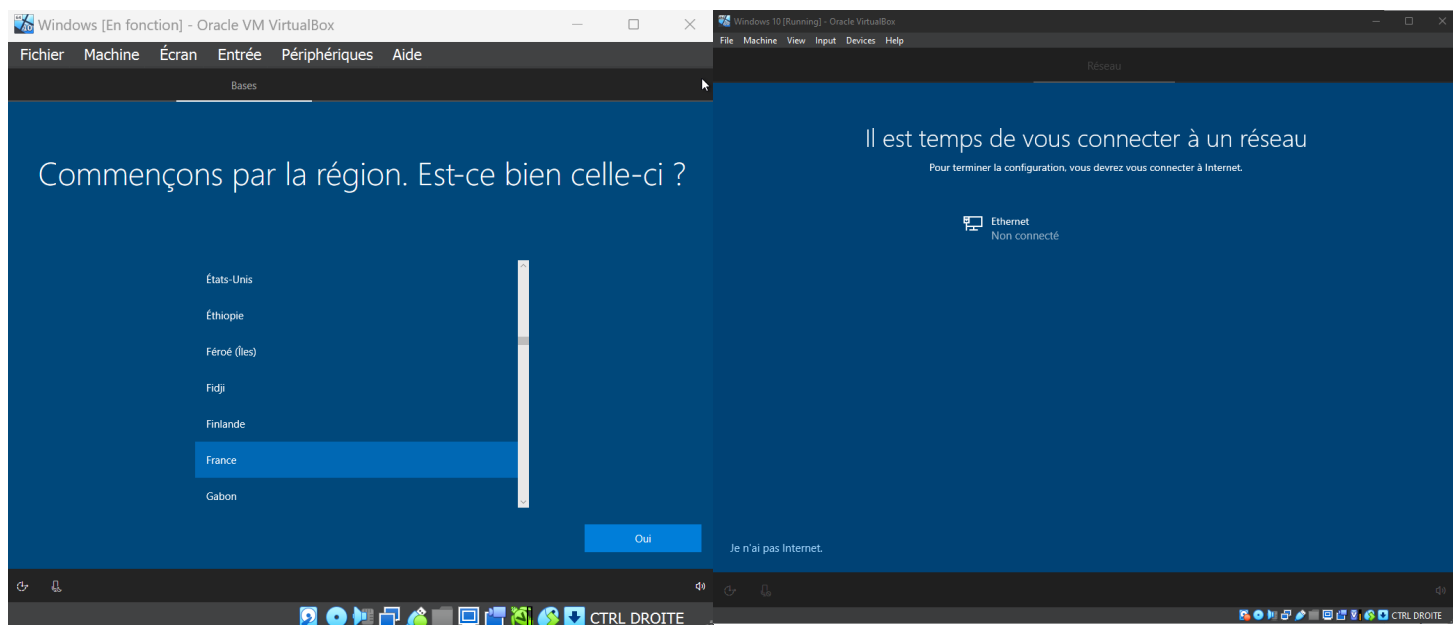 Windows [En fonction] - Oracle VM VirtualBox
Fichier Machine Écran Entrée Périphériques Aide
Bases
Commençons par la région. Est-ce bien celle-ci ?
États-Unis
Éthiopie
Féroé (Îles)
Fidji
Finlande
France
Gabon
Oui
CTRL DROITE
Windows 10 [Running] - Oracle VirtualBox
File Machine View Input Devices Help
Réseau
Il est temps de vous connecter à un réseau
Pour terminer la configuration, vous devrez vous connecter à Internet.
Ethernet
Non connecté
Je n'ai pas Internet.
CTRL DROITE